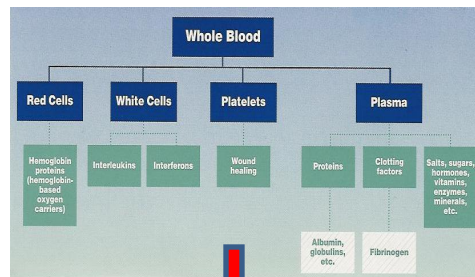 Whole Blood
Red Cells
White Cells
Platelets
Plasma
Hemoglobin
proteins
(hemoglobin-
based
oxygen
carriers)
Interleukins
Interferons
Wound
healing
Proteins
Clotting
factors
Salts, sugars,
hormones,
vitamins,
enzymes,
minerals,
etc.
Albumin,
globulins,
etc.
Fibrinogen